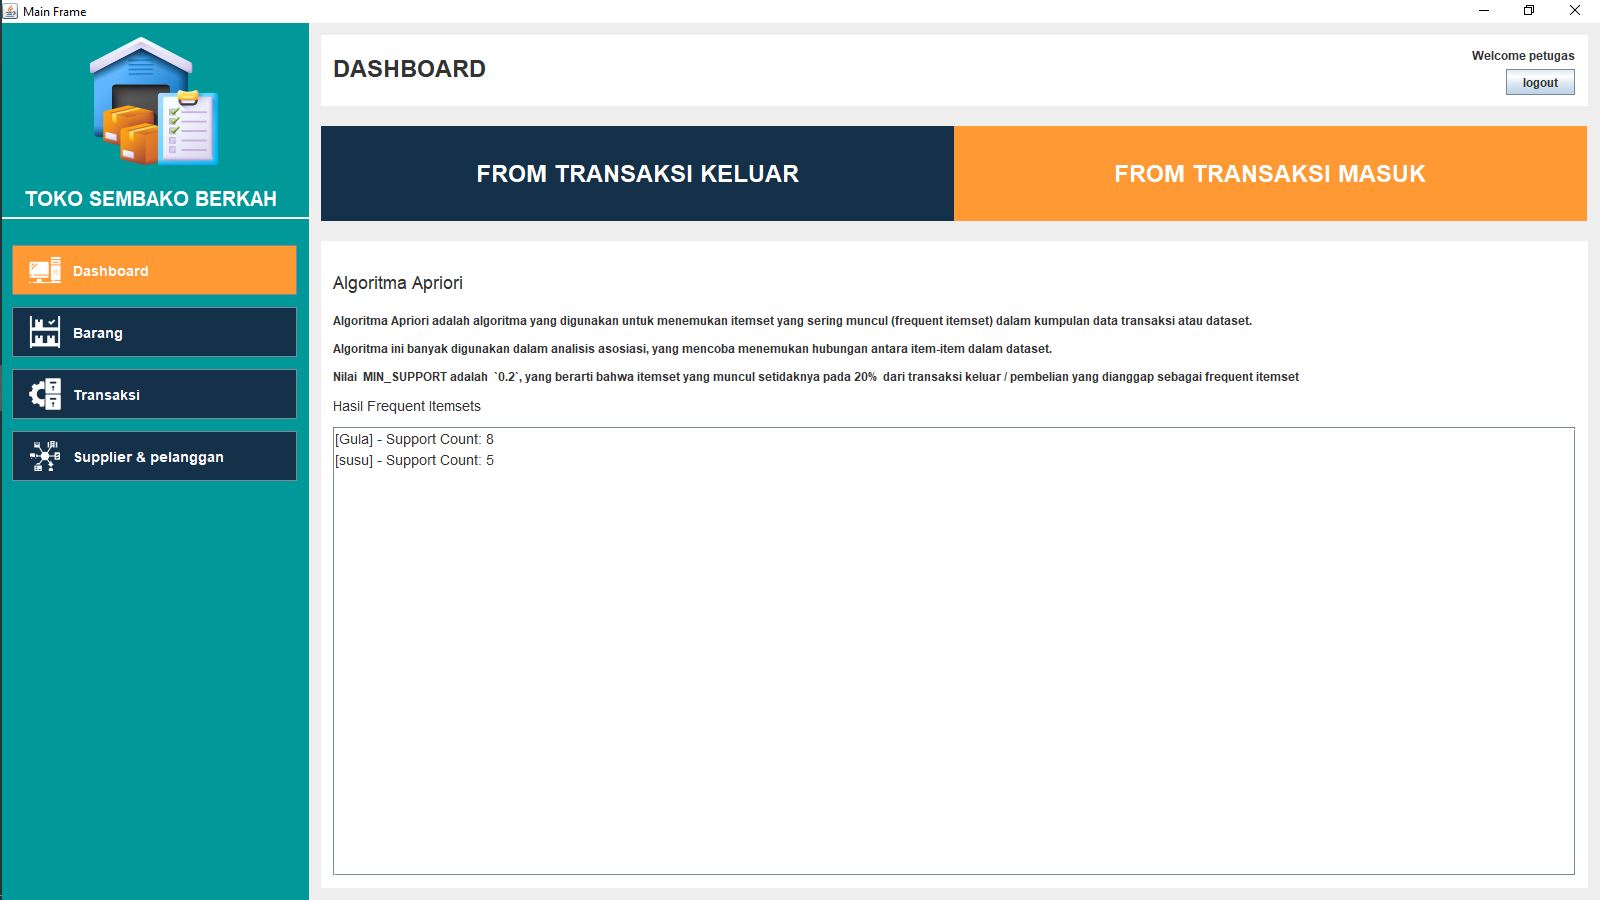 Main Frame
TOKO SEMBAKO BERKAH
Dashboard
Barang
Transaksi
Supplier & pelanggan
DASHBOARD
Welcome petugas
logout
FROM TRANSAKSI KELUAR
FROM TRANSAKSI MASUK
Algoritma Apriori
Algoritma Apriori adalah algoritma yang digunakan untuk menemukan itemset yang sering muncul (frequent itemset) dalam kumpulan data transaksi atau dataset.
Algoritma ini banyak digunakan dalam analisis asosiasi, yang mencoba menemukan hubungan antara item-item dalam dataset.
Nilai MIN_SUPPORT adalah `0.2`, yang berarti bahwa itemset yang muncul setidaknya pada 20% dari transaksi keluar / pembelian yang dianggap sebagai frequent itemset
Hasil Frequent Itemsets
[Gula] - Support Count: 8
[susu] - Support Count: 5